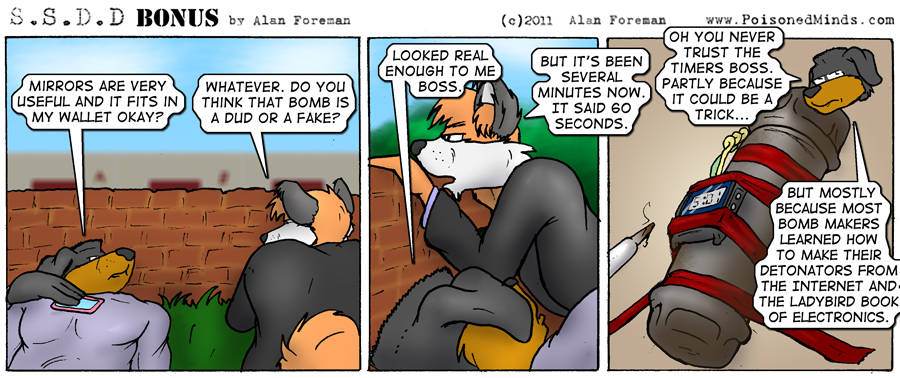 S.S.D.D BONUS by Alan Foreman (c)2011 Alan Foreman www.PoisonedMinds.com
MIRRORS ARE VERY
USEFUL AND IT FITS IN
MY WALLET OKAY?
WHATEVER. DO YOU
THINK THAT BOMB IS
A DUD OR A FAKE?
LOOKED REAL
ENOUGH TO ME
BOSS.
BUT IT'S BEEN
SEVERAL
MINUTES NOW.
IT SAID 60
SECONDS.
OH YOU NEVER
TRUST THE
TIMERS BOSS.
PARTLY BECAUSE
IT COULD BE A
TRICK...
BUT MOSTLY
BECAUSE MOST
BOMB MAKERS
LEARNED HOW
TO MAKE THEIR
DETONATORS FROM
THE INTERNET AND
THE LADYBIRD BOOK
OF ELECTRONICS.